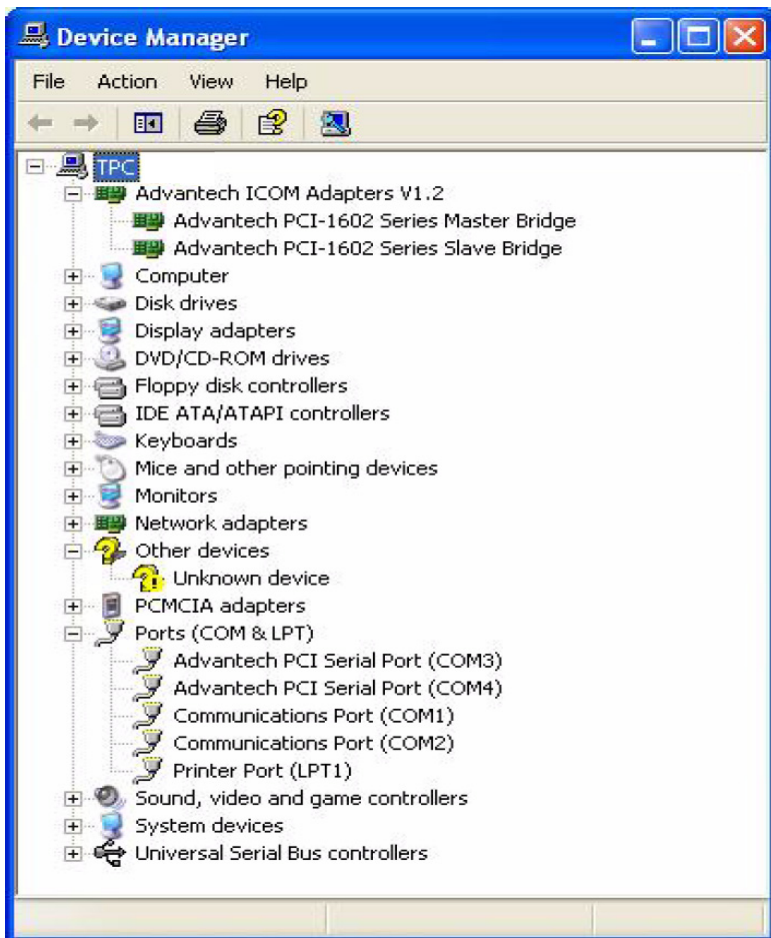 Device Manager
File Action View Help
TPC
Advantech ICOM Adapters V1.2
Advantech PCI-1602 Series Master Bridge
Advantech PCI-1602 Series Slave Bridge
Computer
Disk drives
Display adapters
DVD/CD-ROM drives
Floppy disk controllers
IDE ATA/ATAPI controllers
Keyboards
Mice and other pointing devices
Monitors
Network adapters
Other devices
Unknown device
PCMCIA adapters
Ports (COM & LPT)
Advantech PCI Serial Port (COM3)
Advantech PCI Serial Port (COM4)
Communications Port (COM1)
Communications Port (COM2)
Printer Port (LPT1)
Sound, video and game controllers
System devices
Universal Serial Bus controllers